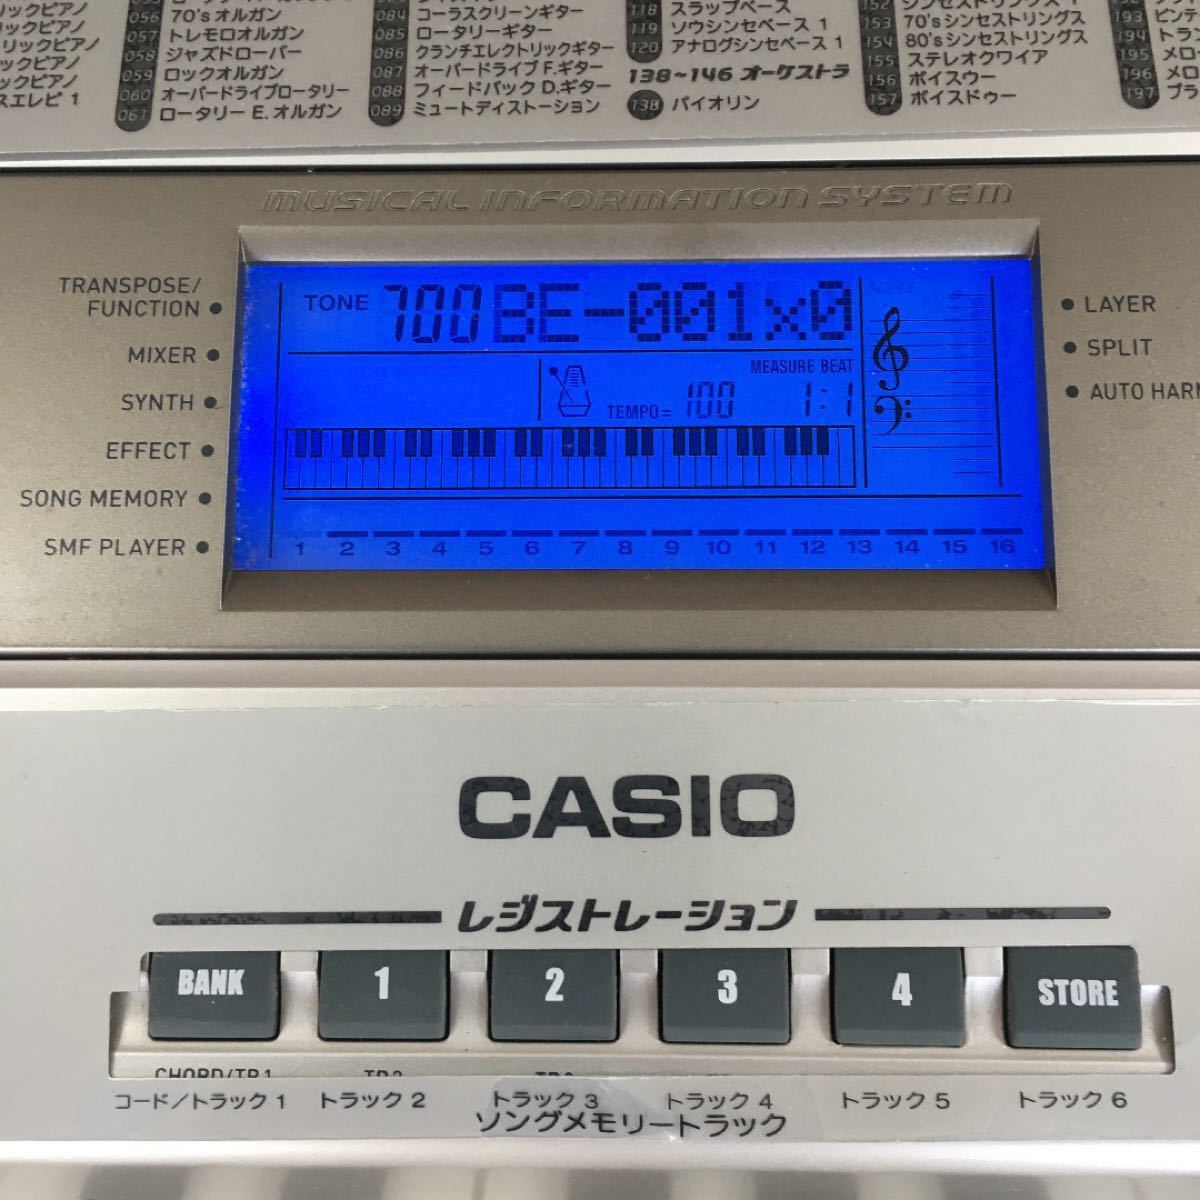 056 70'sオルガン
057 トレモロオルガン
058 ジャズドローバー
059 ロックオルガン
060 オーバードライブロータリー
061 ロータリー E.オルガン
084 コーラスクリーンギター
085 ロータリーギター
086 クランチエレクトリックギター
087 オーバードライブ F.ギター
088 フィードバック D.ギター
089 ミュートディストーション
118 スラップベース
119 ソウシンセベース 1
120 アナログシンセベース 1
138~146 オーケストラ
138 バイオリン
153 70'sシンセストリングス
154 80'sシンセストリングス
155 ステレオクワイア
156 ボイスウー
157 ボイスドゥー
193
194
195
196
197
MUSICAL INFORMATION SYSTEM
TRANSPOSE/
FUNCTION
MIXER
SYNTH
EFFECT
SONG MEMORY
SMF PLAYER
TONE 700 BE-001x0
MEASURE BEAT
TEMPO= 100 1:1
1 2 3 4 5 6 7 8 9 10 11 12 13 14 15 16
LAYER
SPLIT
AUTO HAR
CASIO
レジストレーション
BANK 1 2 3 4 STORE
CHORD/TR1
コード/トラック 1 トラック 2 トラック 3 トラック 4 トラック 5 トラック 6
ソングメモリートラック